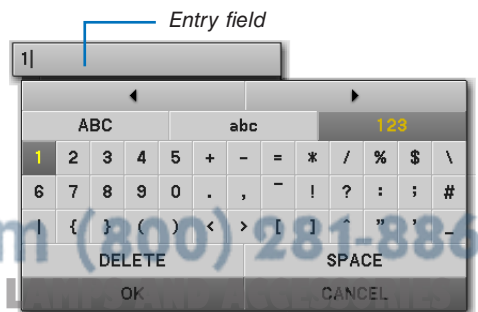 Entry field
1|
ABC abc 123
1 2 3 4 5 + - = * / % $ \
6 7 8 9 0 . , ‾ ! ? : ; #
| { } ( ) < > [ ] ^ " ' _
DELETE SPACE
OK CANCEL
m (800) 281-886